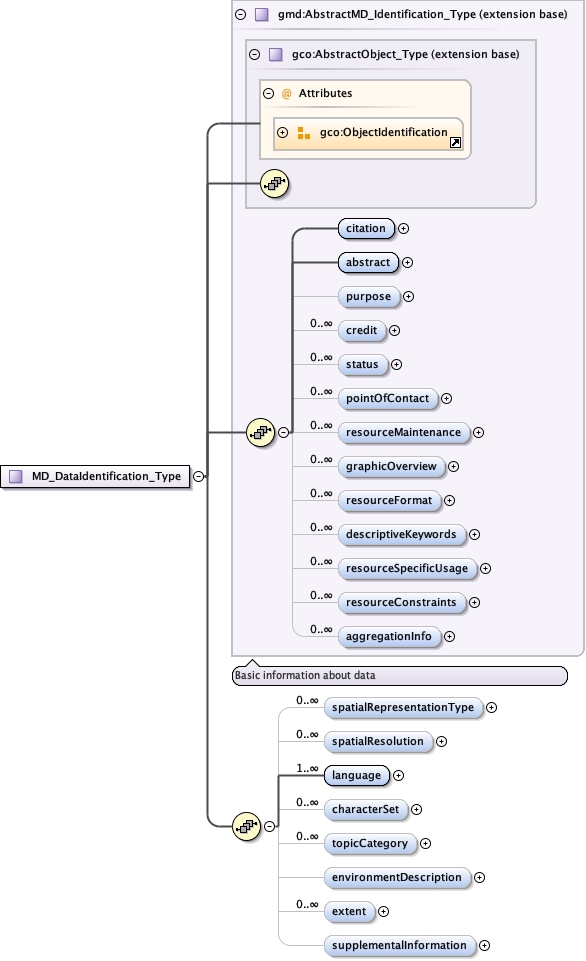 gmd:AbstractMD_Identification_Type (extension base)
gco:AbstractObject_Type (extension base)
@ Attributes
gco:ObjectIdentification
citation
abstract
purpose
0..∞ credit
0..∞ status
0..∞ pointOfContact
0..∞ resourceMaintenance
0..∞ graphicOverview
0..∞ resourceFormat
0..∞ descriptiveKeywords
0..∞ resourceSpecificUsage
0..∞ resourceConstraints
0..∞ aggregationInfo
MD_DataIdentification_Type
Basic information about data
0..∞ spatialRepresentationType
0..∞ spatialResolution
1..∞ language
0..∞ characterSet
0..∞ topicCategory
environmentDescription
0..∞ extent
supplementalInformation